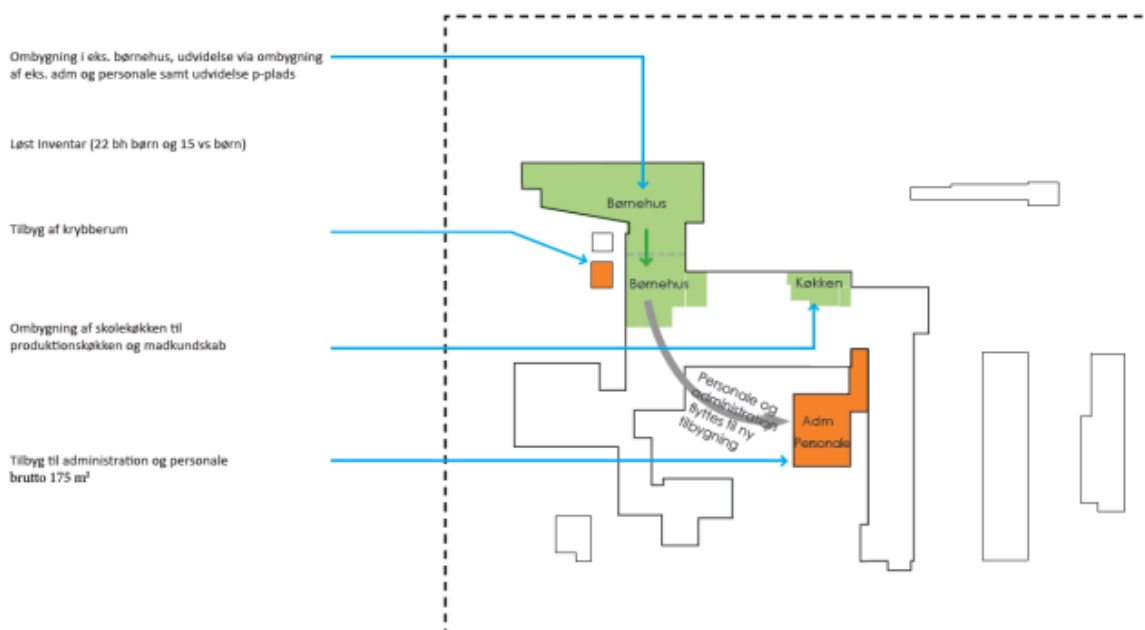 Ombygning i eks. børnehus, udvidelse via ombygning
af eks. adm og personale samt udvidelse p-plads
Løst Inventar (22 bh børn og 15 vs børn)
Tilbyg af krybberum
Ombygning af skolekøkken til
produktionskøkken og madkundskab
Tilbyg til administration og personale
brutto 175 m²
Børnehus
Børnehus
Køkken
Personale og
administration
flyttes til ny
tilbygning
Adm
Personale